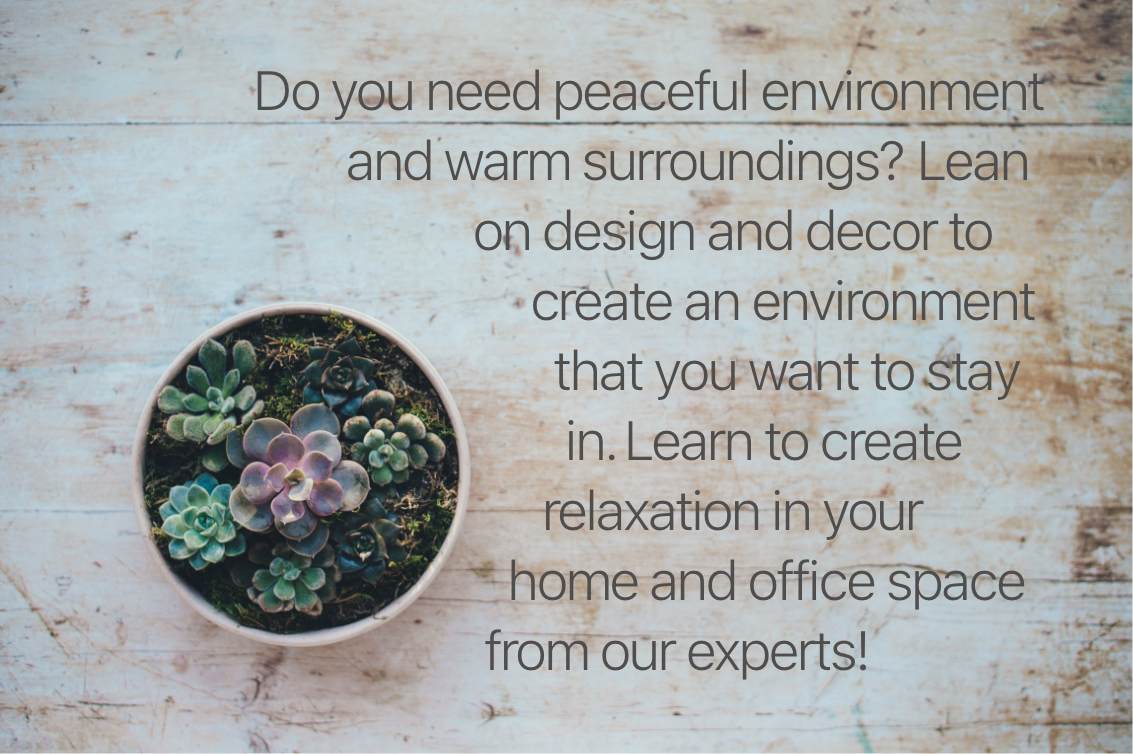 Do you need peaceful environment
and warm surroundings? Lean
on design and decor to
create an environment
that you want to stay
in. Learn to create
relaxation in your
home and office space
from our experts!